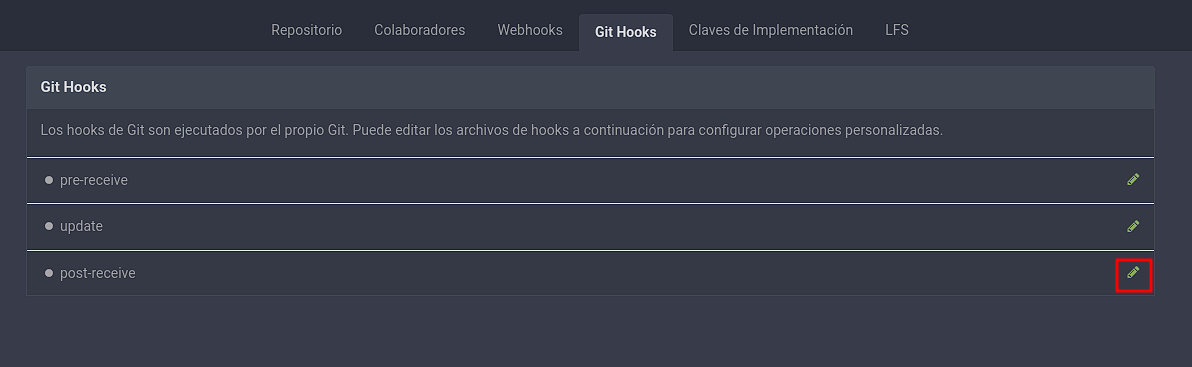 Repositorio Colaboradores Webhooks Git Hooks Claves de Implementación LFS
Git Hooks
Los hooks de Git son ejecutados por el propio Git. Puede editar los archivos de hooks a continuación para configurar operaciones personalizadas.
pre-receive
update
post-receive